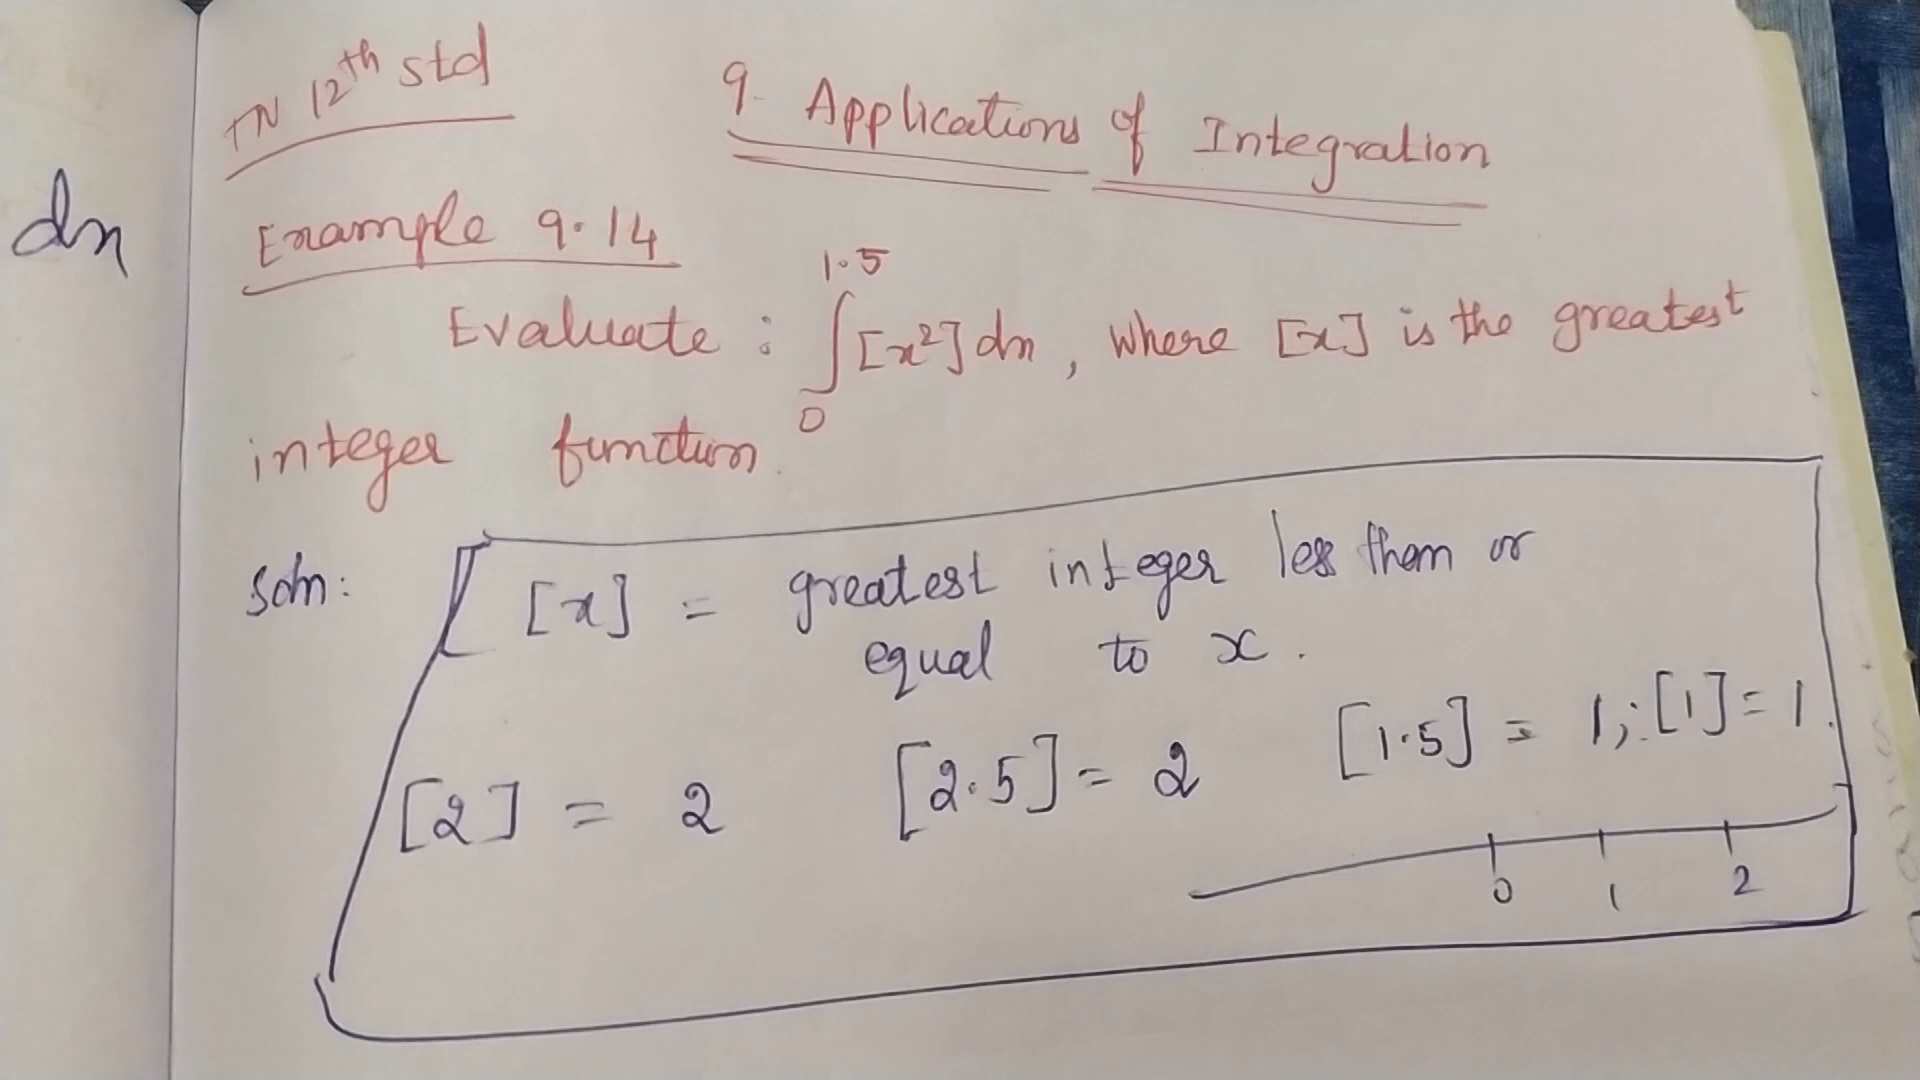 TN 12th std
9. Applications of Integration
dx
Example 9.14
Evaluate : ∫₀^1.5 [x²] dx, where [x] is the greatest
integer function.
Soln:
[x] = greatest integer less than or
equal to x.
[2] = 2 [2.5] = 2 [1.5] = 1; [1] = 1.
0 1 2